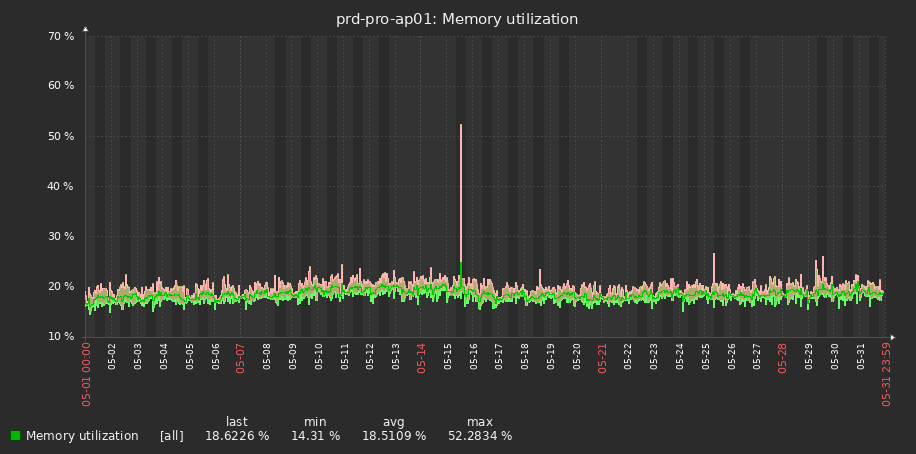 prd-pro-ap01: Memory utilization
70 %
60 %
50 %
40 %
30 %
20 %
10 %
05-01 00:00 05-02 05-03 05-04 05-05 05-06 05-07 05-08 05-09 05-10 05-11 05-12 05-13 05-14 05-15 05-16 05-17 05-18 05-19 05-20 05-21 05-22 05-23 05-24 05-25 05-26 05-27 05-28 05-29 05-30 05-31 05-31 23:59
last min avg max
Memory utilization [all] 18.6226 % 14.31 % 18.5109 % 52.2834 %